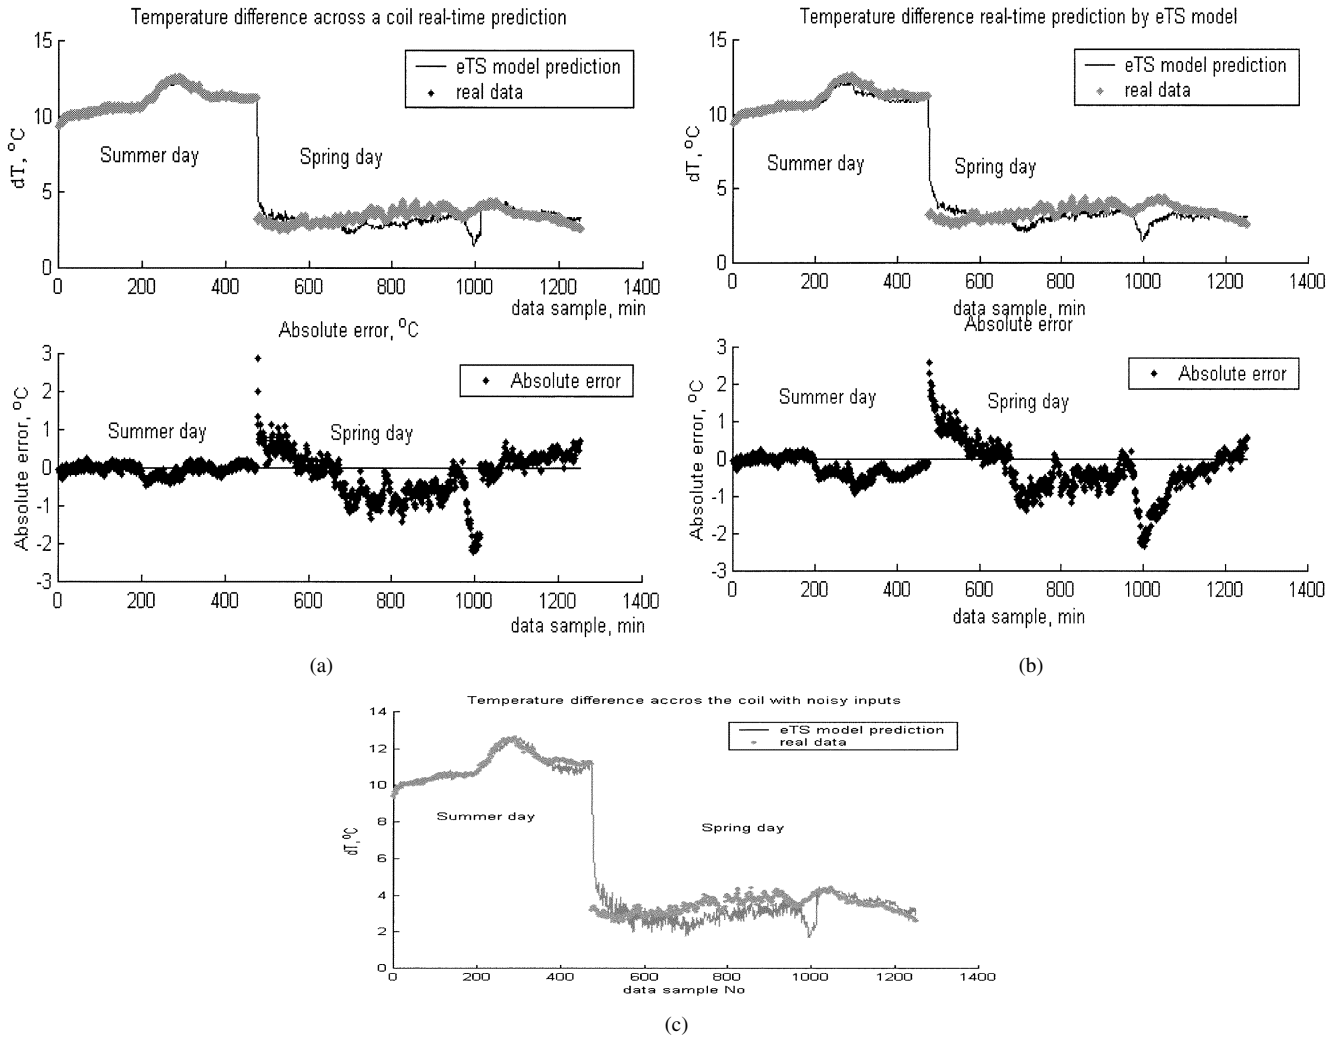 Temperature difference across a coil real-time prediction
15
10
5
0
dT, °C
eTS model prediction
real data
Summer day
Spring day
0 200 400 600 800 1000 1200 1400
data sample, min
Absolute error, °C
3
2
1
0
-1
-2
-3
Absolute error, °C
Absolute error
Summer day
Spring day
0 200 400 600 800 1000 1200 1400
data sample, min
(a)
Temperature difference real-time prediction by eTS model
15
10
5
0
dT, °C
eTS model prediction
real data
Summer day
Spring day
0 200 400 600 800 1000 1200 1400
data sample, min
Absolute error
3
2
1
0
-1
-2
-3
Absolute error, °C
Absolute error
Summer day
Spring day
0 200 400 600 800 1000 1200 1400
data sample, min
(b)
Temperature difference accros the coil with noisy inputs
14
12
10
8
6
4
2
0
dT,°C
eTS model prediction
real data
Summer day
Spring day
0 200 400 600 800 1000 1200 1400
data sample No
(c)